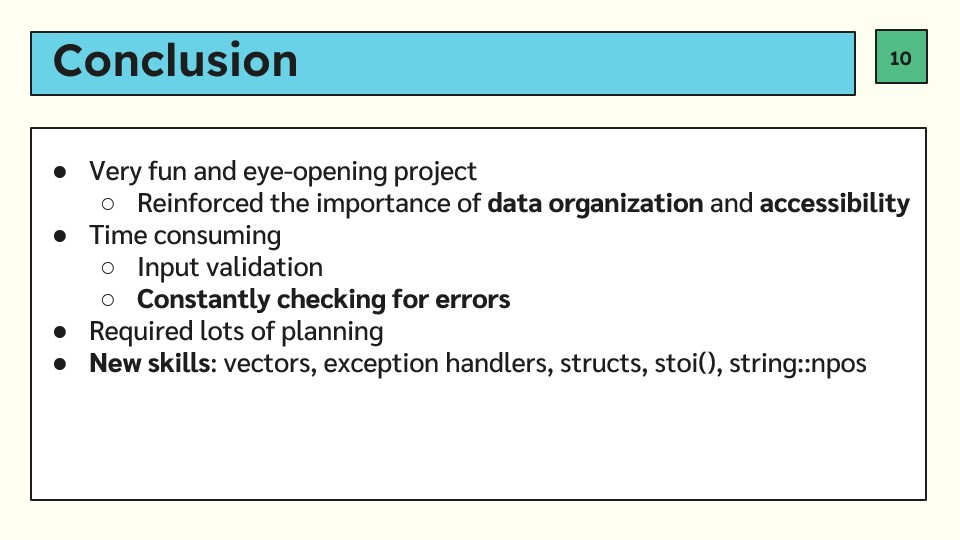 Conclusion
10
● Very fun and eye-opening project
○ Reinforced the importance of data organization and accessibility
● Time consuming
○ Input validation
○ Constantly checking for errors
● Required lots of planning
● New skills: vectors, exception handlers, structs, stoi(), string::npos